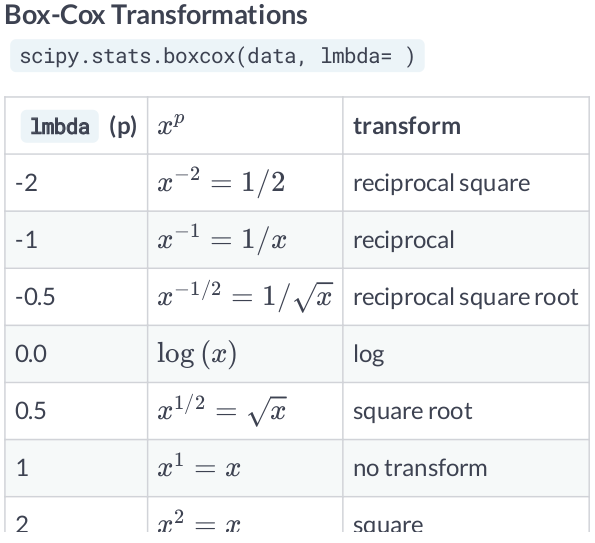 Box-Cox Transformations
scipy.stats.boxcox(data, lmbda= )
lmbda (p) x^p transform
-2 x^{-2} = 1/2 reciprocal square
-1 x^{-1} = 1/x reciprocal
-0.5 x^{-1/2} = 1/√x reciprocal square root
0.0 log (x) log
0.5 x^{1/2} = √x square root
1 x^1 = x no transform
2 x^2 = x square